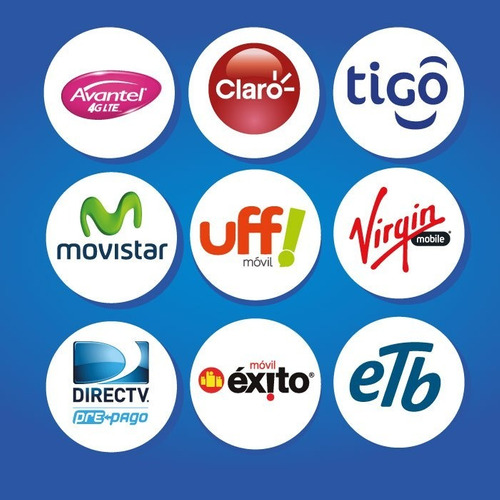 Avantel
4G LTE
Claro
tigo
movistar
uff!
móvil
Virgin
mobile
DIRECTV
PRE-PAGO
móvil
éxito
eTb